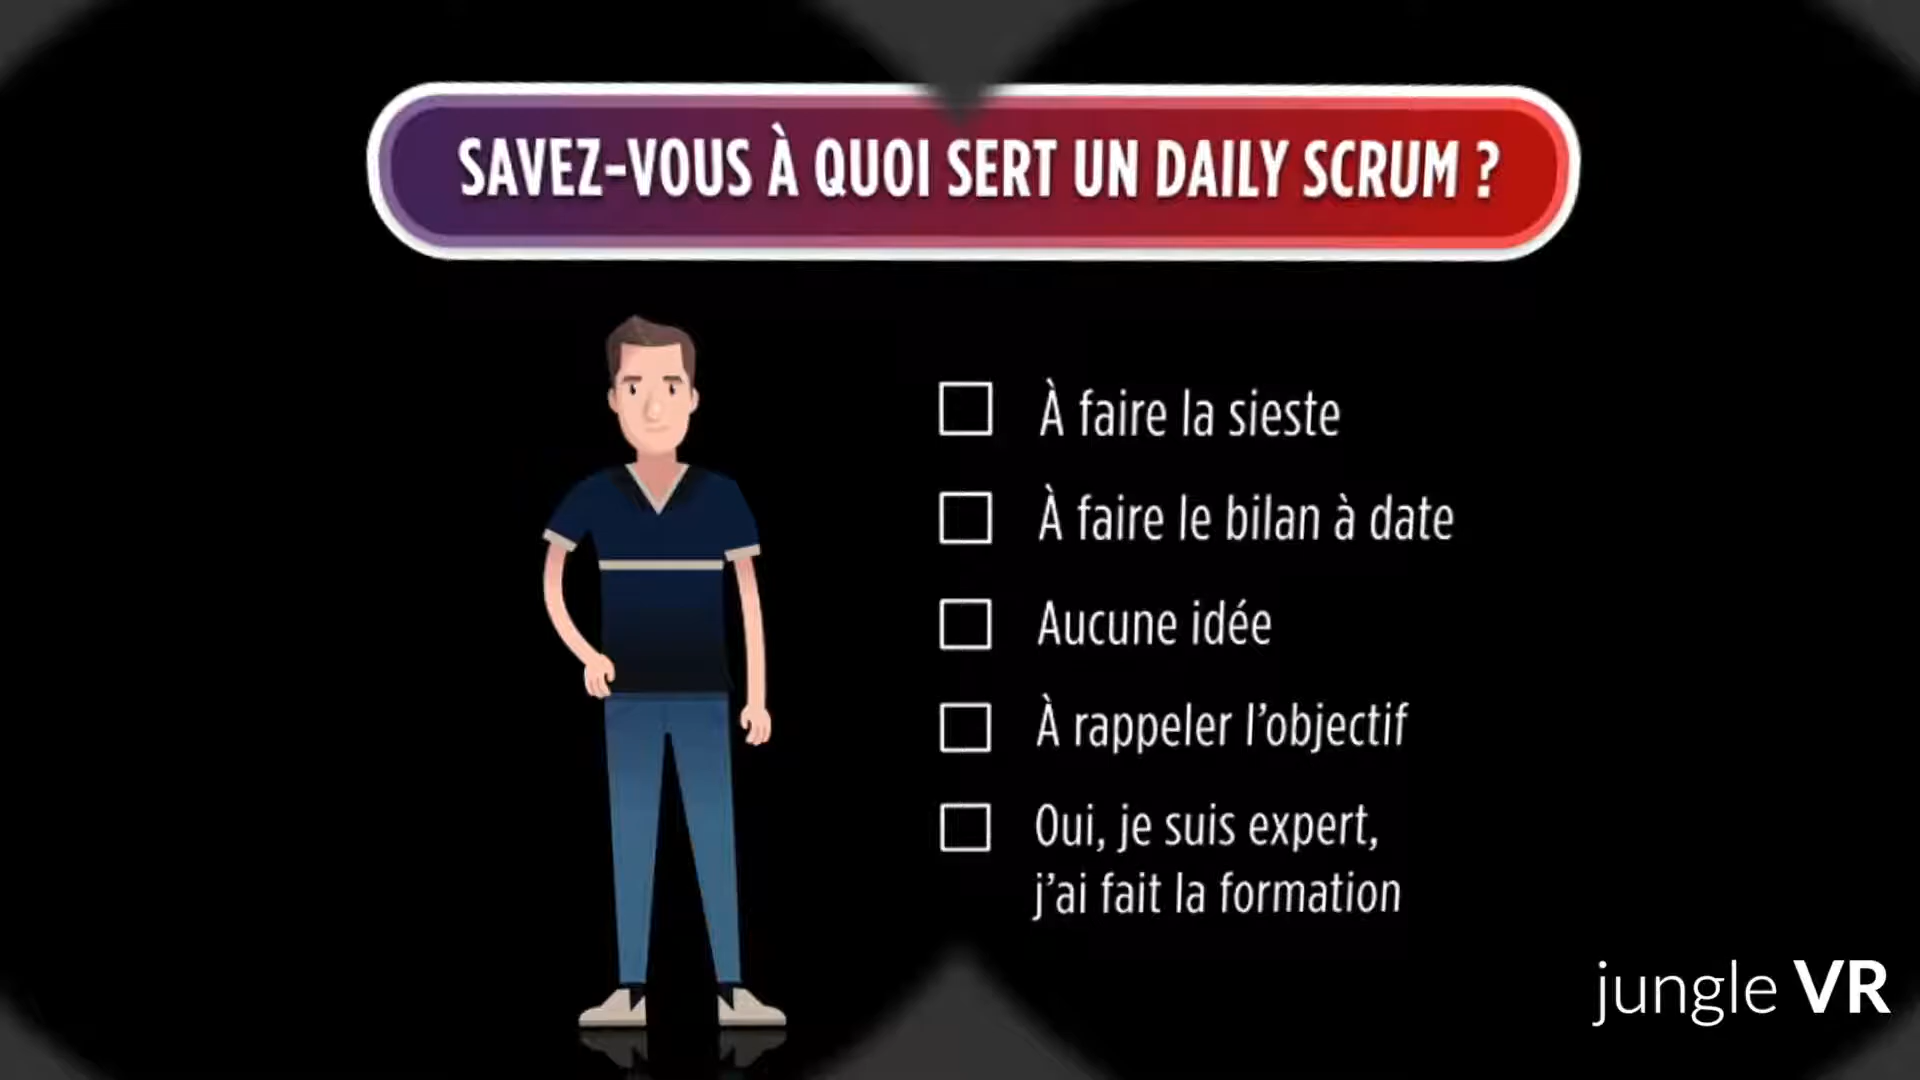 SAVEZ-VOUS À QUOI SERT UN DAILY SCRUM ?
À faire la sieste
À faire le bilan à date
Aucune idée
À rappeler l’objectif
Oui, je suis expert,
j’ai fait la formation
jungle VR